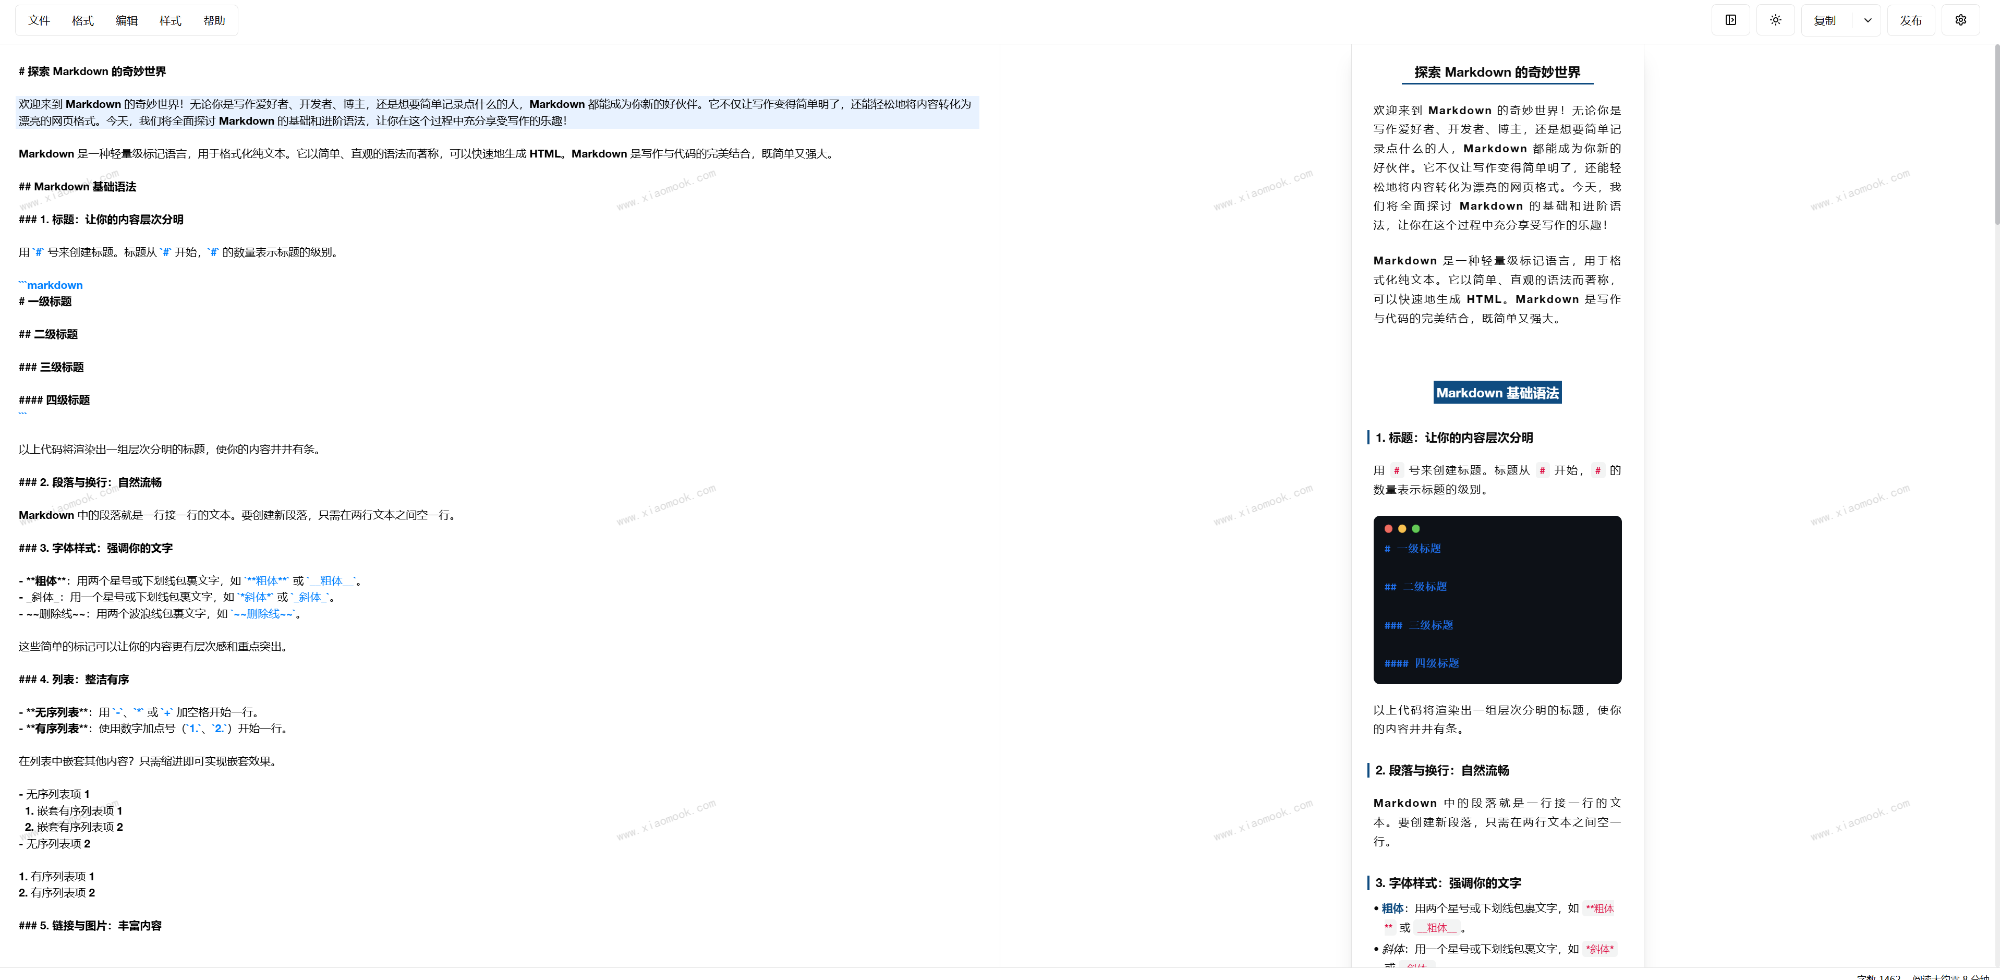 文件 格式 编辑 样式 帮助
复制 发布
# 探索 Markdown 的奇妙世界
欢迎来到 Markdown 的奇妙世界！无论你是写作爱好者、开发者、博主，还是想要简单记录点什么的人，Markdown 都能成为你新的好伙伴。它不仅让写作变得简单明了，还能轻松地将内容转化为
漂亮的网页格式。今天，我们将全面探讨 Markdown 的基础和进阶语法，让你在这个过程中充分享受写作的乐趣！
Markdown 是一种轻量级标记语言，用于格式化纯文本。它以简单、直观的语法而著称，可以快速地生成 HTML。Markdown 是写作与代码的完美结合，既简单又强大。
## Markdown 基础语法
### 1. 标题：让你的内容层次分明
用 `#` 号来创建标题。标题从 `#` 开始，`#` 的数量表示标题的级别。
```markdown
# 一级标题
## 二级标题
### 三级标题
#### 四级标题
```
以上代码将渲染出一组层次分明的标题，使你的内容井井有条。
### 2. 段落与换行：自然流畅
Markdown 中的段落就是一行接一行的文本。要创建新段落，只需在两行文本之间空一行。
### 3. 字体样式：强调你的文字
- **粗体**：用两个星号或下划线包裹文字，如 `**粗体**` 或 `__粗体__`。
- _斜体_：用一个星号或下划线包裹文字，如 `*斜体*` 或 `_斜体_`。
- ~~删除线~~：用两个波浪线包裹文字，如 `~~删除线~~`。
这些简单的标记可以让你的内容更有层次感和重点突出。
### 4. 列表：整洁有序
- **无序列表**：用 `-`、`*` 或 `+` 加空格开始一行。
- **有序列表**：使用数字加点号（`1.`、`2.`）开始一行。
在列表中嵌套其他内容？只需缩进即可实现嵌套效果。
- 无序列表项 1
1. 嵌套有序列表项 1
2. 嵌套有序列表项 2
- 无序列表项 2
1. 有序列表项 1
2. 有序列表项 2
### 5. 链接与图片：丰富内容
探索 Markdown 的奇妙世界
欢迎来到 Markdown 的奇妙世界！无论你是
写作爱好者、开发者、博主，还是想要简单记
录点什么的人，Markdown 都能成为你新的
好伙伴。它不仅让写作变得简单明了，还能轻
松地将内容转化为漂亮的网页格式。今天，我
们将全面探讨 Markdown 的基础和进阶语
法，让你在这个过程中充分享受写作的乐趣！
Markdown 是一种轻量级标记语言，用于格
式化纯文本。它以简单、直观的语法而著称，
可以快速地生成 HTML。Markdown 是写作
与代码的完美结合，既简单又强大。
Markdown 基础语法
1. 标题：让你的内容层次分明
用 # 号来创建标题。标题从 # 开始，# 的
数量表示标题的级别。
# 一级标题
## 二级标题
### 三级标题
#### 四级标题
以上代码将渲染出一组层次分明的标题，使你
的内容井井有条。
2. 段落与换行：自然流畅
Markdown 中的段落就是一行接一行的文
本。要创建新段落，只需在两行文本之间空一
行。
3. 字体样式：强调你的文字
• 粗体：用两个星号或下划线包裹文字，如 **粗体
** 或 __粗体__ 。
• 斜体：用一个星号或下划线包裹文字，如 *斜体*
www.xiaomook.com
www.xiaomook.com
www.xiaomook.com
www.xiaomook.com
www.xiaomook.com
www.xiaomook.com
www.xiaomook.com
www.xiaomook.com
www.xiaomook.com
www.xiaomook.com
www.xiaomook.com
www.xiaomook.com